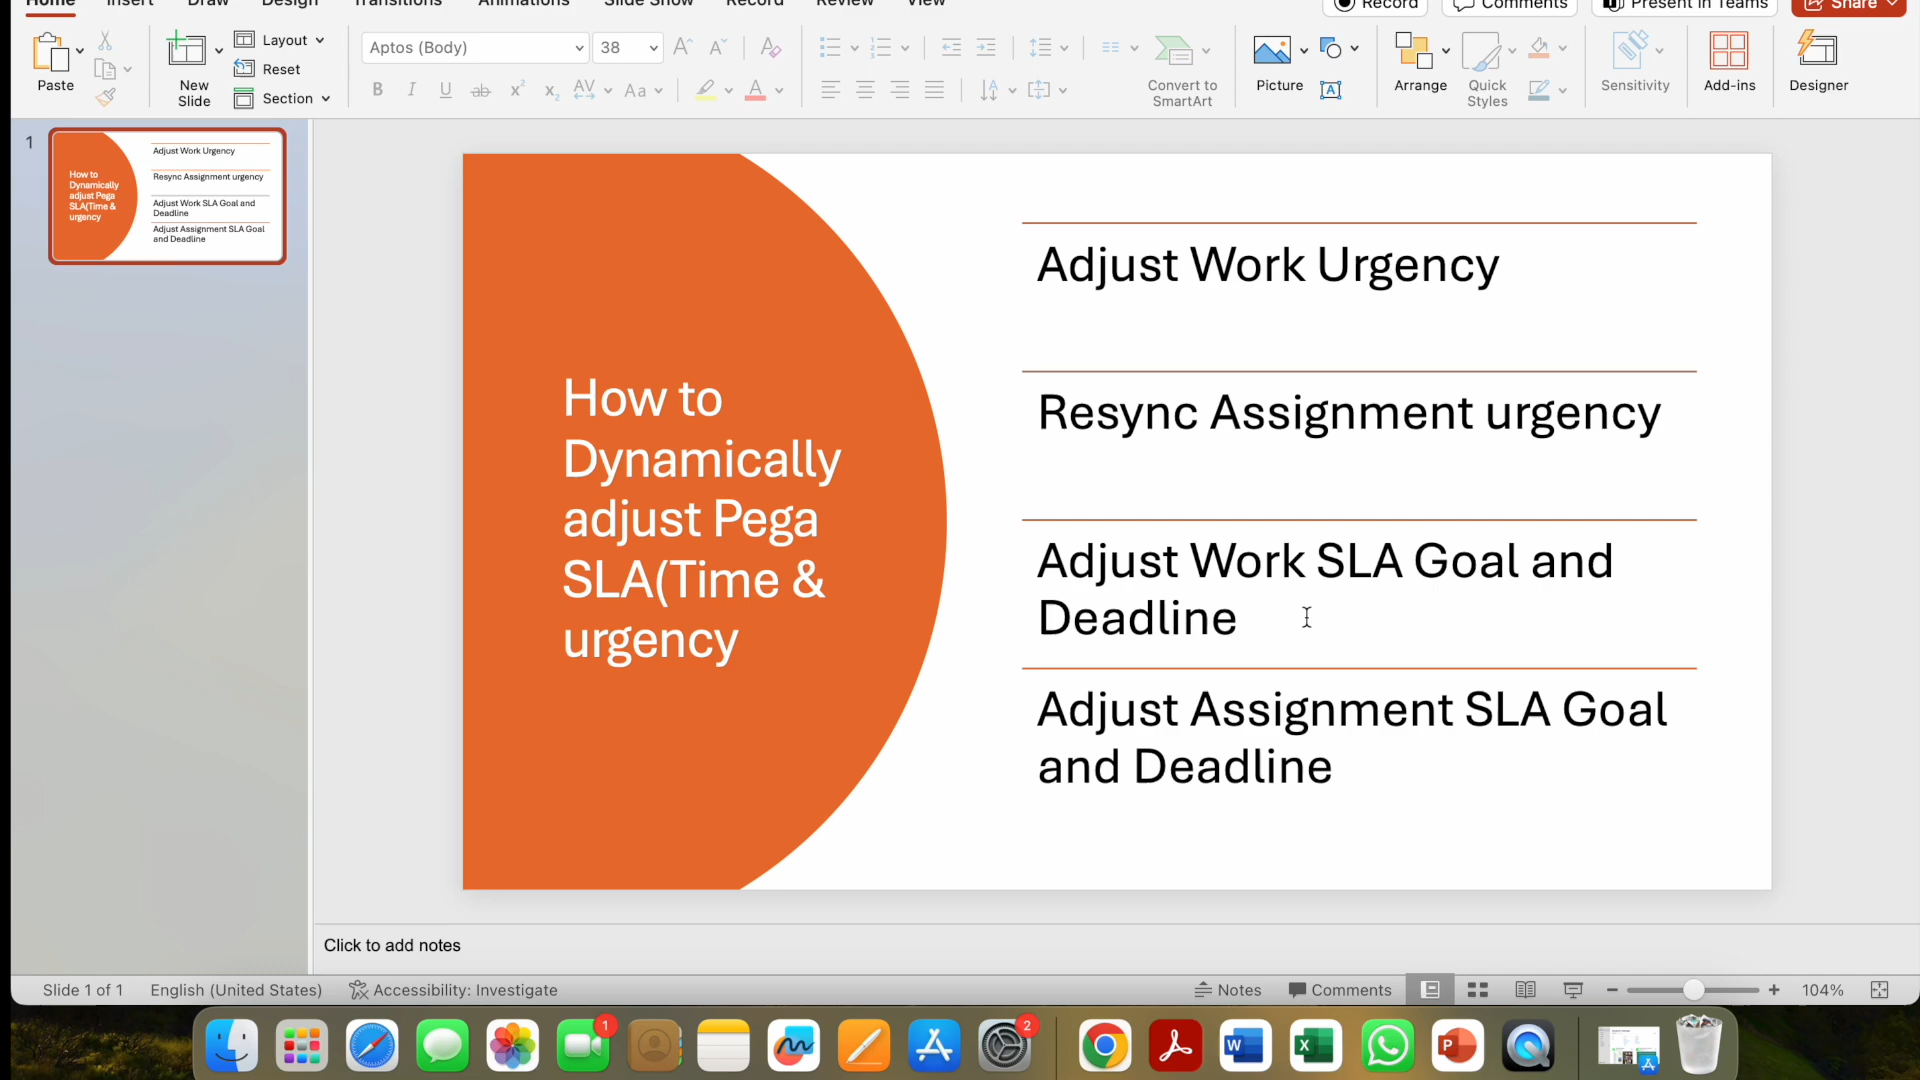 Home Insert Draw Design Transitions Animations Slide Show Record Review View Record Comments Present in Teams Share
Paste
New Slide
Layout
Reset
Section
Aptos (Body) 38
Convert to SmartArt
Picture
Arrange
Quick Styles
Sensitivity
Add-ins
Designer
1
How to
Dynamically
adjust Pega
SLA(Time &
urgency
Adjust Work Urgency
Resync Assignment urgency
Adjust Work SLA Goal and
Deadline
Adjust Assignment SLA Goal
and Deadline
How to
Dynamically
adjust Pega
SLA(Time &
urgency
Adjust Work Urgency
Resync Assignment urgency
Adjust Work SLA Goal and
Deadline
Adjust Assignment SLA Goal
and Deadline
Click to add notes
Slide 1 of 1 English (United States) Accessibility: Investigate Notes Comments 104%
1
2